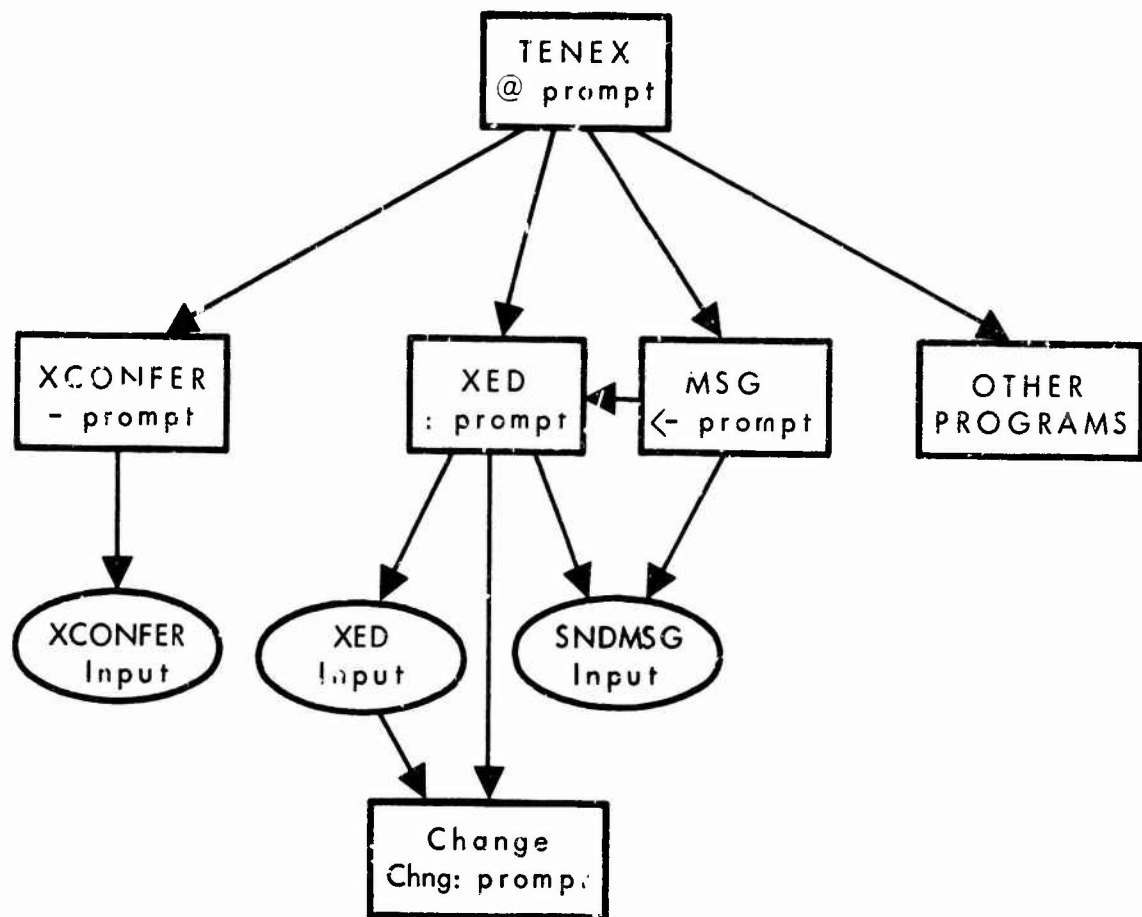 TENEX
@ prompt
XCONFER
- prompt
XED
: prompt
MSG
<- prompt
OTHER
PROGRAMS
XCONFER
Input
XED
Input
SNDMSG
Input
Change
Chng: prompt